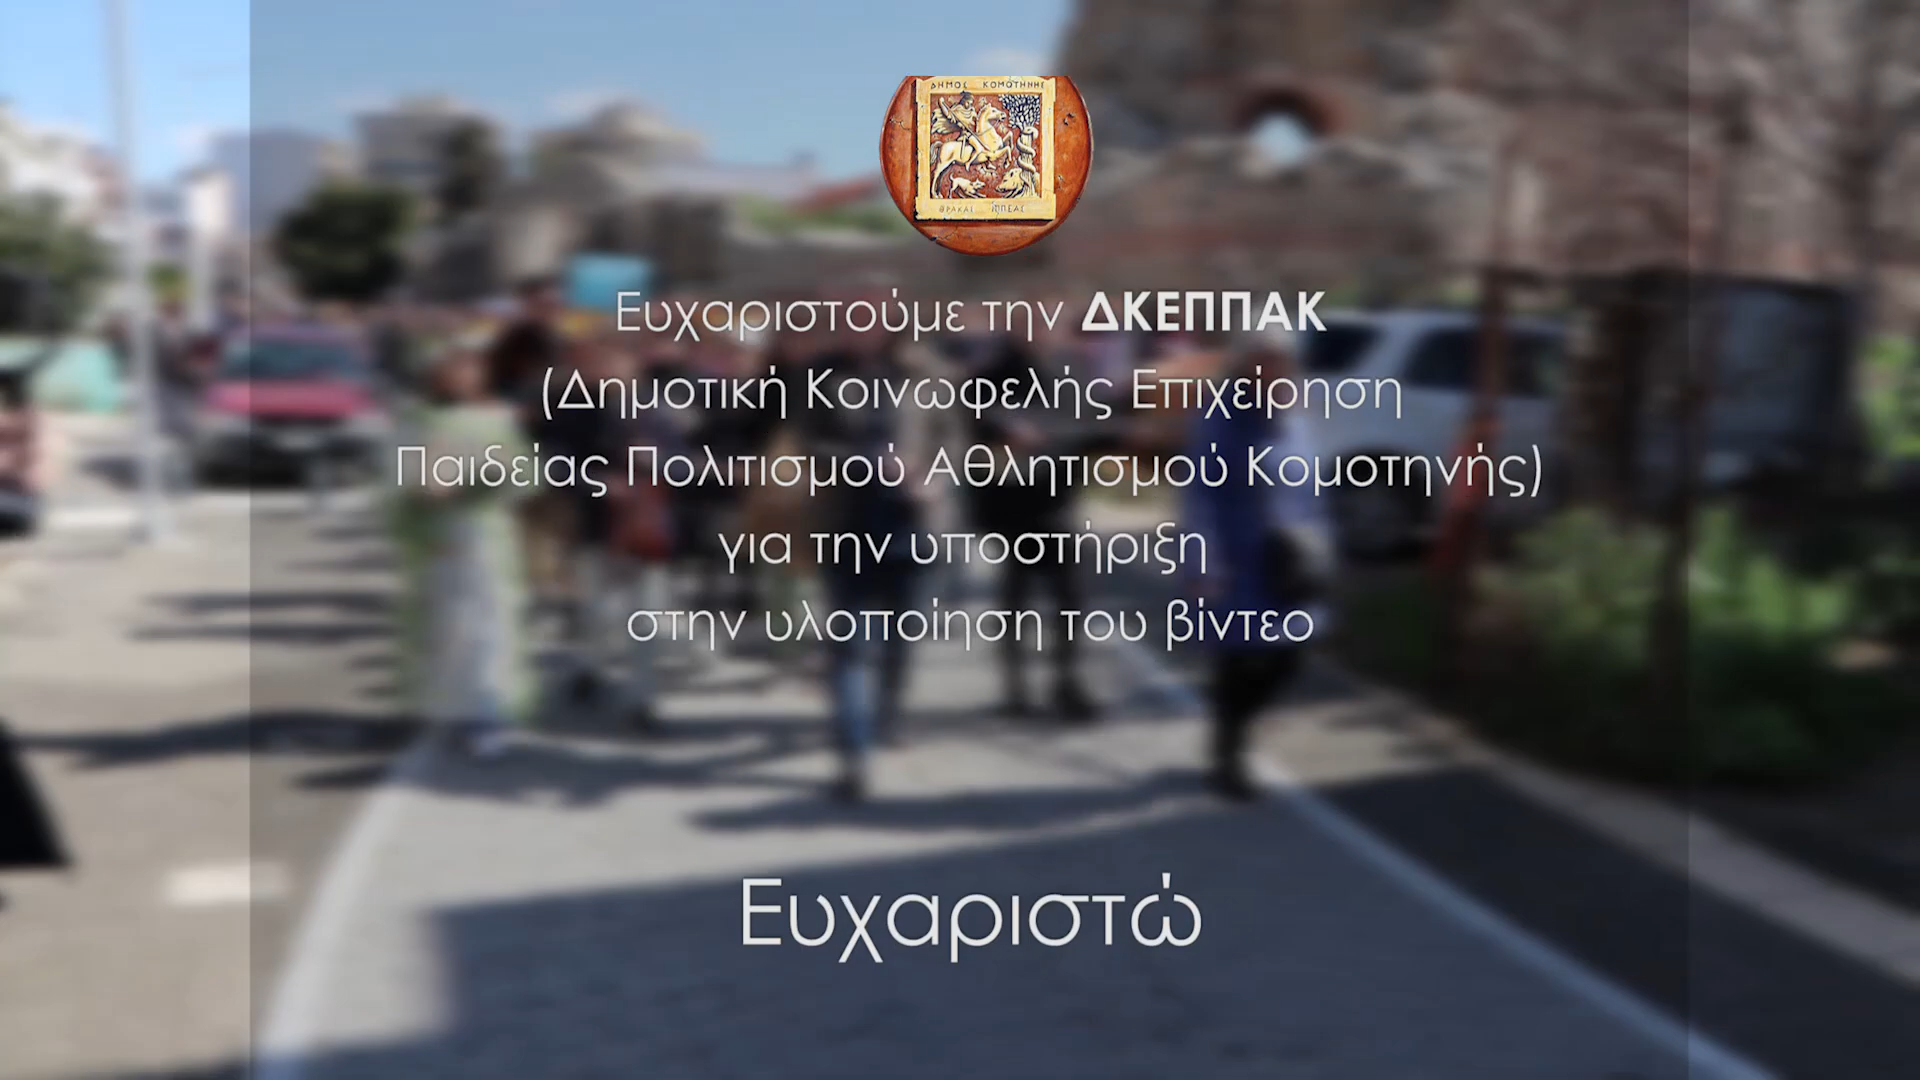 ΔΗΜΟΣ ΚΟΜΟΤΗΝΗΣ
ΘΡΑΚΑΣ ΙΠΠΕΑΣ
Ευχαριστούμε την ΔΚΕΠΠΑΚ
(Δημοτική Κοινωφελής Επιχείρηση
Παιδείας Πολιτισμού Αθλητισμού Κομοτηνής)
για την υποστήριξη
στην υλοποίηση του βίντεο
Ευχαριστώ